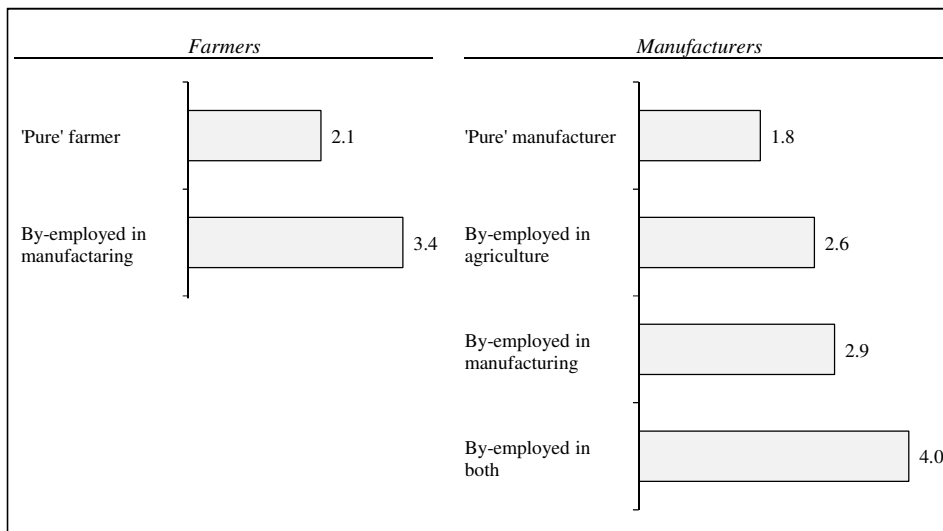 Farmers
'Pure' farmer
2.1
By-employed in
manufactaring
3.4
Manufacturers
'Pure' manufacturer
1.8
By-employed in
agriculture
2.6
By-employed in
manufacturing
2.9
By-employed in
both
4.0